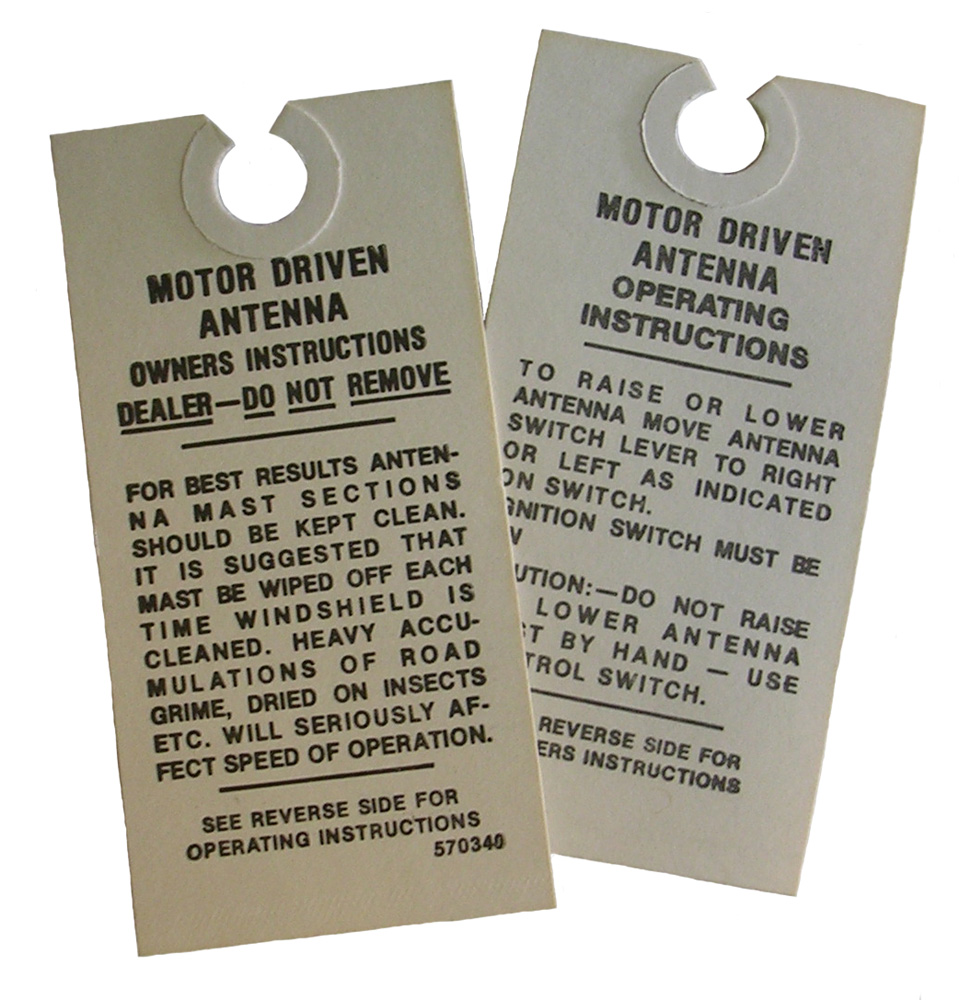 MOTOR DRIVEN
ANTENNA
OWNERS INSTRUCTIONS
DEALER—DO NOT REMOVE
FOR BEST RESULTS ANTEN-
NA MAST SECTIONS
SHOULD BE KEPT CLEAN.
IT IS SUGGESTED THAT
MAST BE WIPED OFF EACH
TIME WINDSHIELD IS
CLEANED. HEAVY ACCU-
MULATIONS OF ROAD
GRIME, DRIED ON INSECTS
ETC. WILL SERIOUSLY AF-
FECT SPEED OF OPERATION.
SEE REVERSE SIDE FOR
OPERATING INSTRUCTIONS
570340
MOTOR DRIVEN
ANTENNA
OPERATING
INSTRUCTIONS
TO RAISE OR LOWER
ANTENNA MOVE ANTENNA
SWITCH LEVER TO RIGHT
OR LEFT AS INDICATED
ON SWITCH.
GNITION SWITCH MUST BE
UTION:—DO NOT RAISE
LOWER ANTENNA
ST BY HAND — USE
TROL SWITCH.
REVERSE SIDE FOR
ERS INSTRUCTIONS